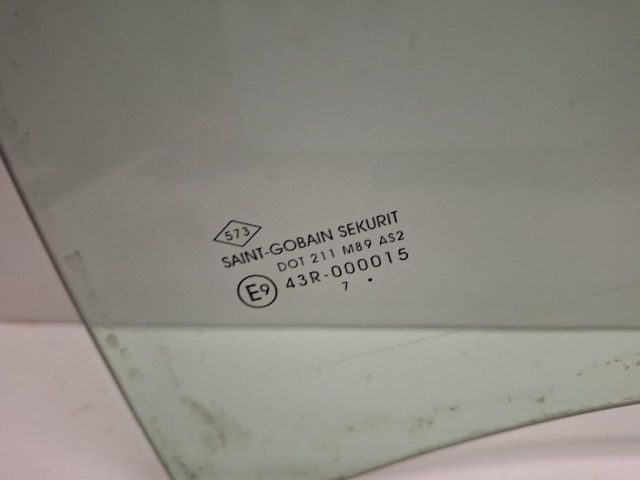 573
SAINT-GOBAIN SEKURIT
DOT 211 M89 AS2
E9 43R-000015
7 .